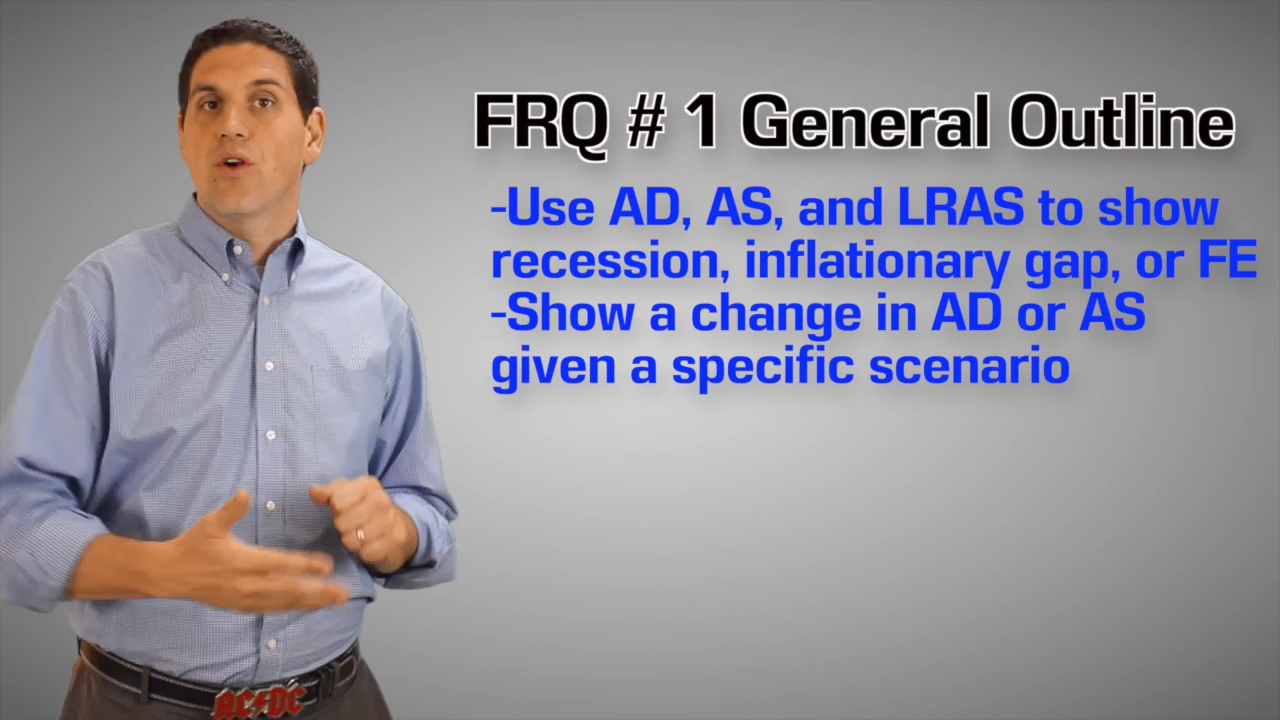 FRQ # 1 General Outline
-Use AD, AS, and LRAS to show
recession, inflationary gap, or FE
-Show a change in AD or AS
given a specific scenario
AC⚡DC